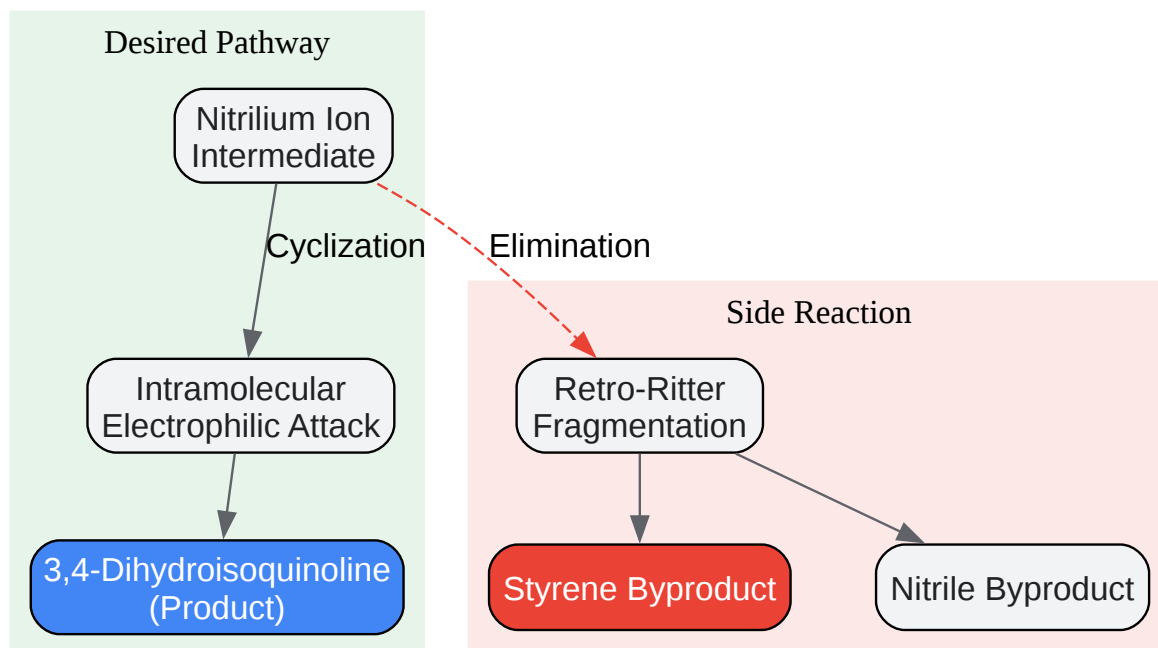 Desired Pathway
Nitrilium Ion
Intermediate
Cyclization
Elimination
Side Reaction
Intramolecular
Electrophilic Attack
Retro-Ritter
Fragmentation
3,4-Dihydroisoquinoline
(Product)
Styrene Byproduct
Nitrile Byproduct